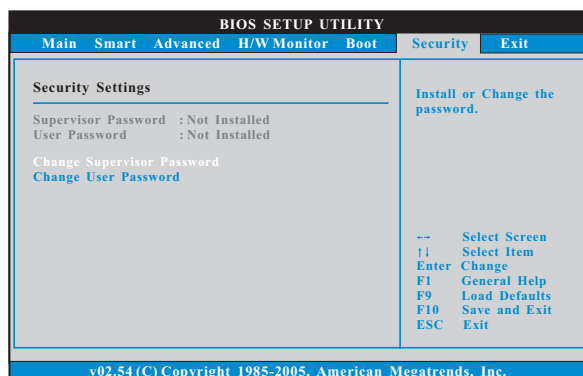 BIOS SETUP UTILITY
Main Smart Advanced H/W Monitor Boot Security Exit
Security Settings
Supervisor Password : Not Installed
User Password : Not Installed
Change Supervisor Password
Change User Password
Install or Change the
password.
←→ Select Screen
↑↓ Select Item
Enter Change
F1 General Help
F9 Load Defaults
F10 Save and Exit
ESC Exit
v02.54 (C) Copyright 1985-2005, American Megatrends, Inc.